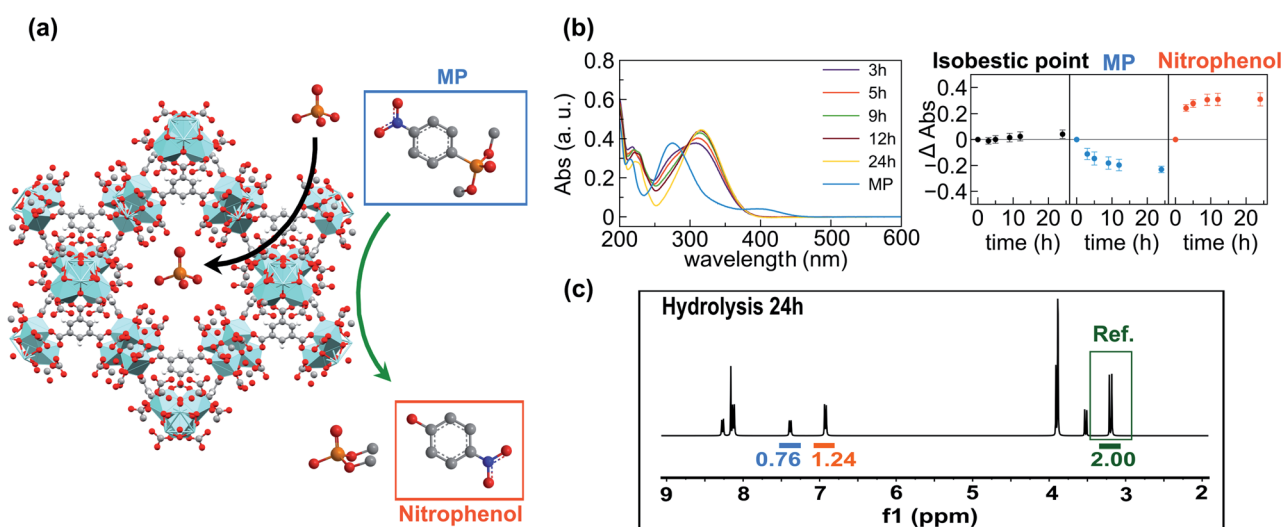 (a)
MP
Nitrophenol
(b)
Abs (a. u.)
0.8
0.6
0.4
0.2
0
200 300 400 500 600
wavelength (nm)
3h
5h
9h
12h
24h
MP
Isobestic point MP Nitrophenol
Δ Abs
0.4
0.2
0
−0.2
−0.4
0 10 20 0 10 20 0 10 20
time (h) time (h) time (h)
(c)
Hydrolysis 24h
Ref.
0.76 1.24 2.00
9 8 7 6 5 4 3 2
f1 (ppm)